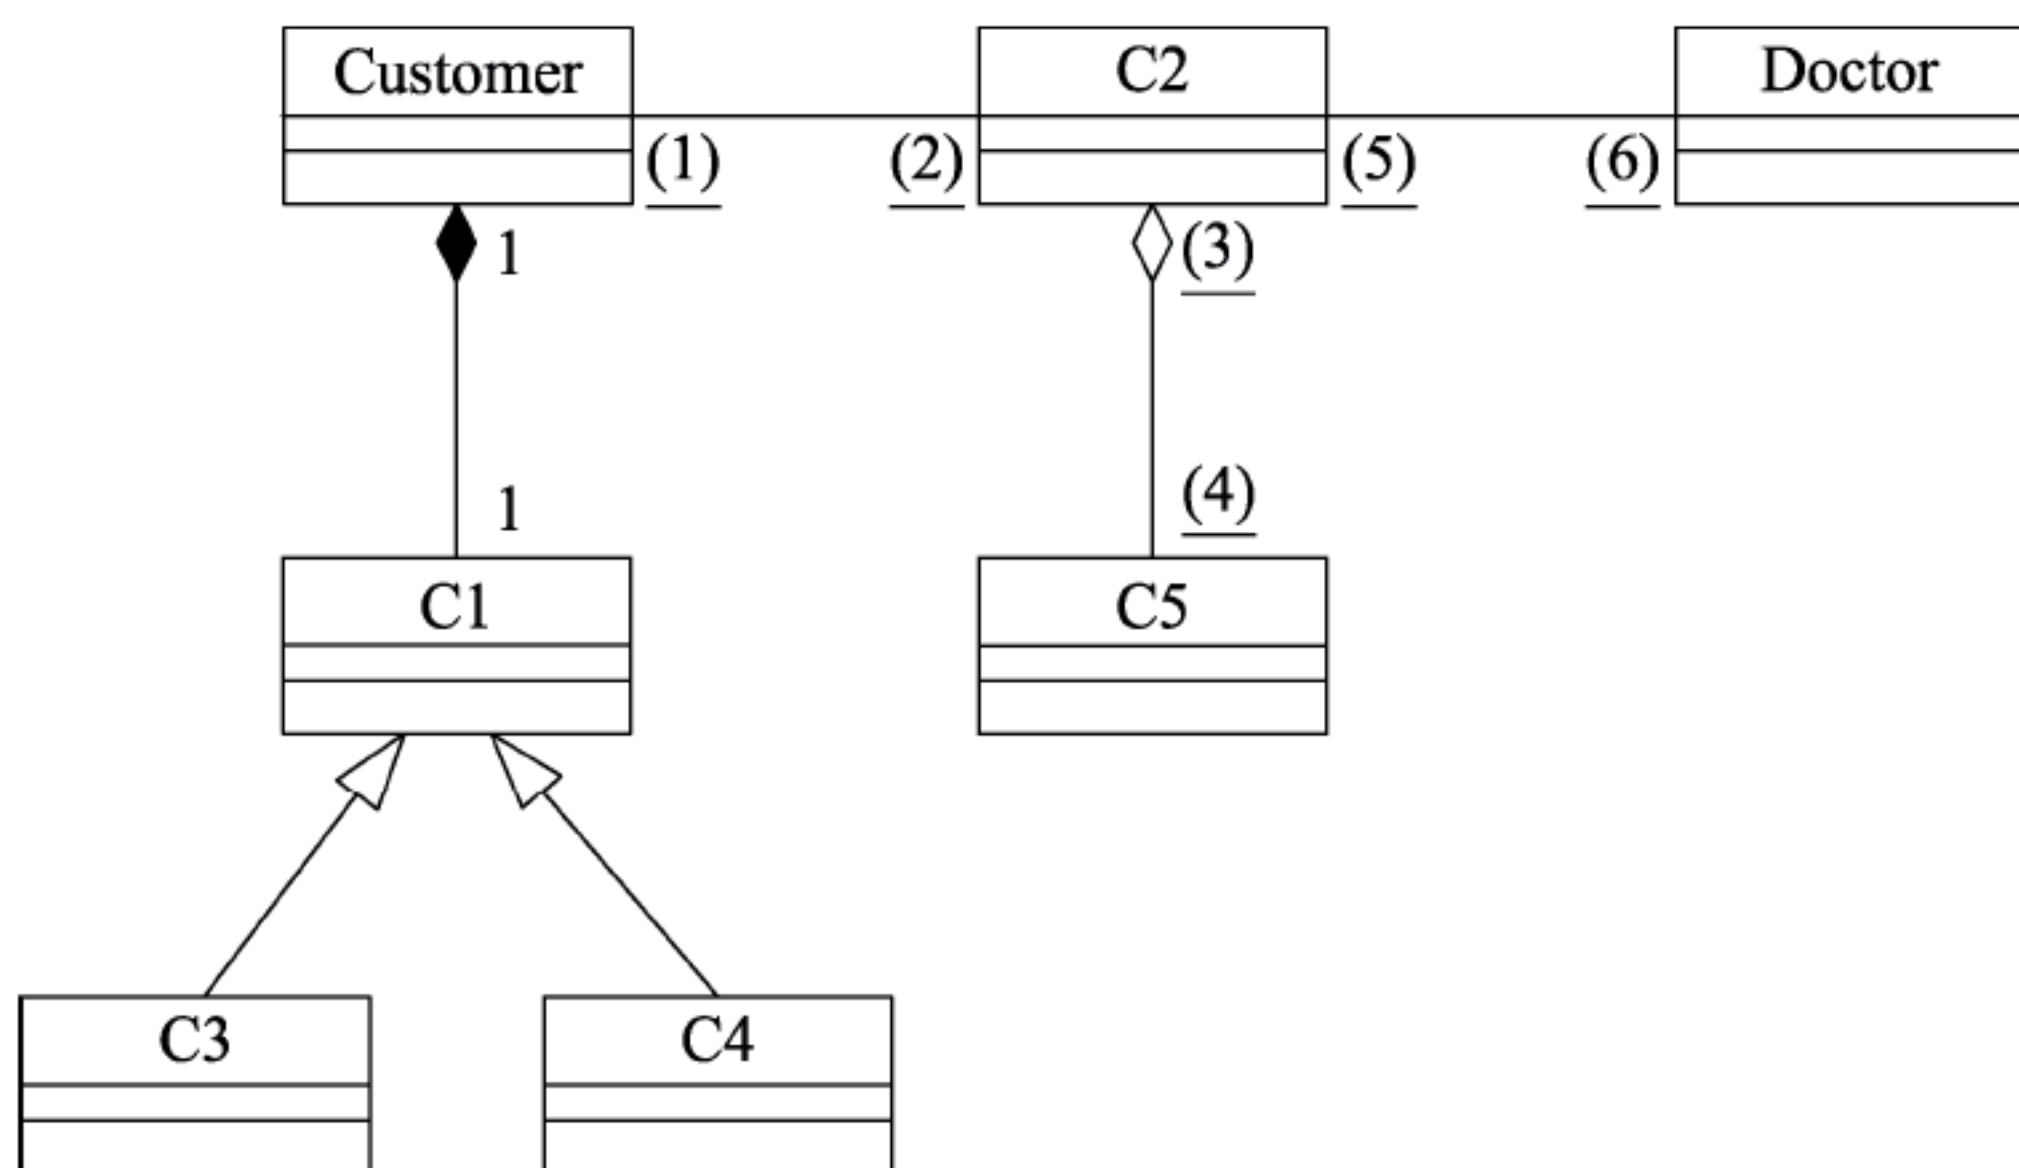 Customer
C2
Doctor
(1)
(2)
(5)
(6)
1
(3)
1
(4)
C1
C5
C3
C4